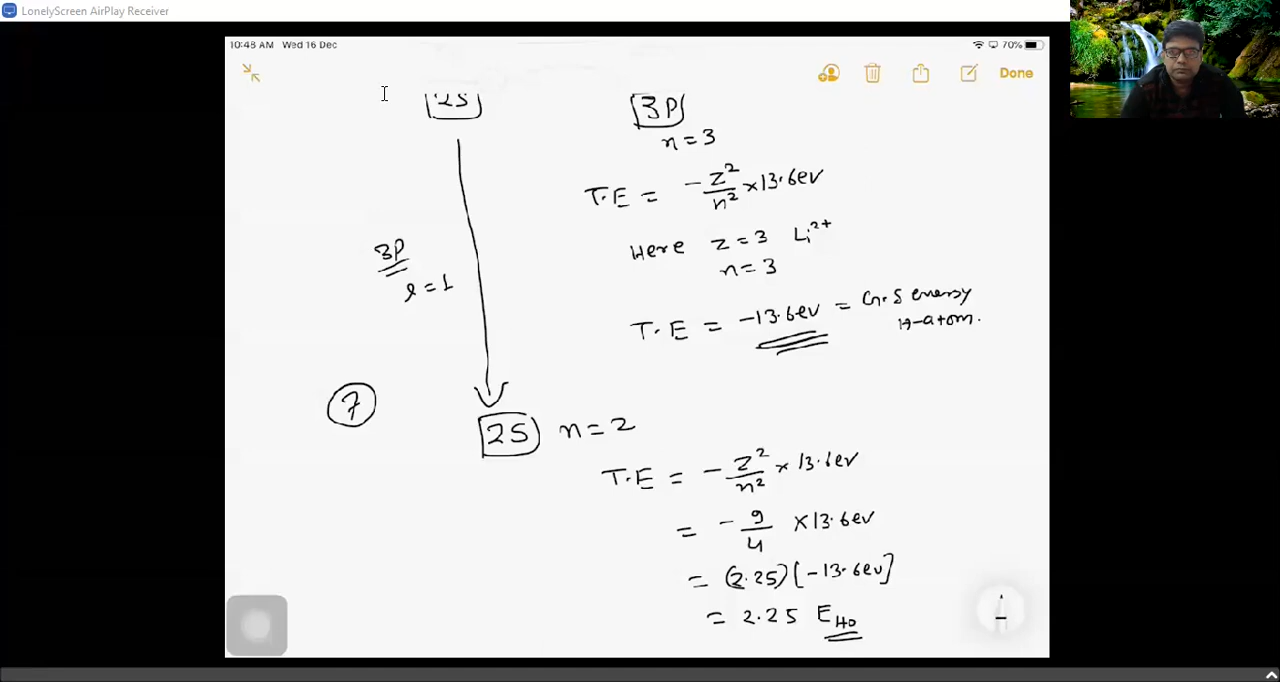 LonelyScreen AirPlay Receiver
10:48 AM Wed 16 Dec
70%
Done
2S
3P
n = 3
T.E = - Z²/n² × 13.6ev
Here Z = 3 Li²⁺
n = 3
3P
l = 1
T.E = -13.6ev = G.S energy
H-atom.
7
2S n = 2
T.E = - Z²/n² × 13.6ev
= - 9/4 × 13.6ev
= (2.25) [-13.6ev]
= 2.25 E